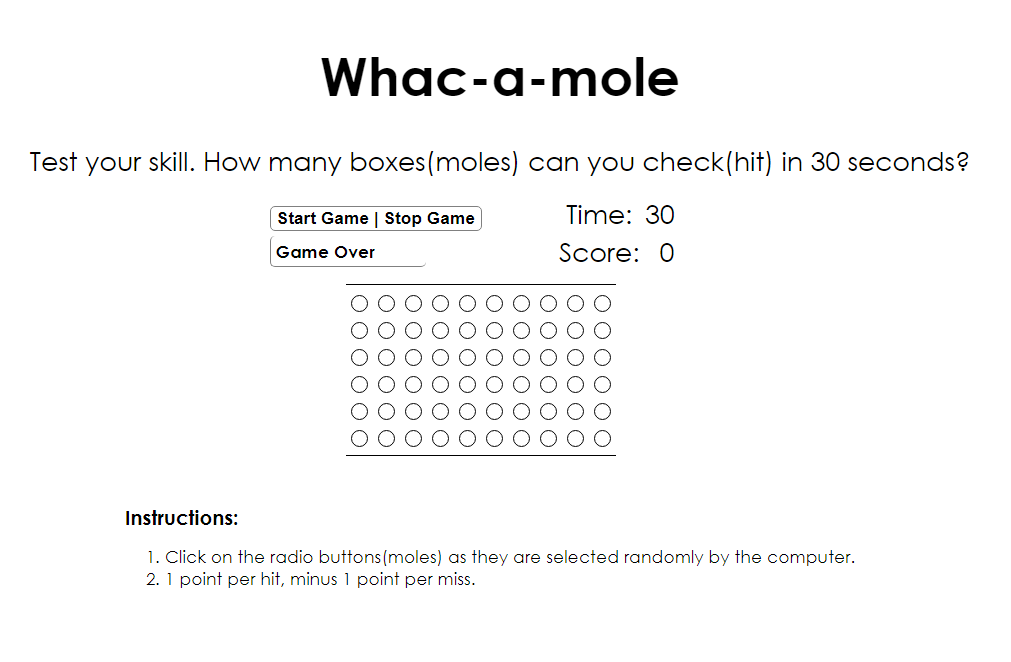 Whac-a-mole
Test your skill. How many boxes(moles) can you check(hit) in 30 seconds?
Start Game | Stop Game
Time: 30
Game Over
Score: 0
Instructions:
1. Click on the radio buttons(moles) as they are selected randomly by the computer.
2. 1 point per hit, minus 1 point per miss.